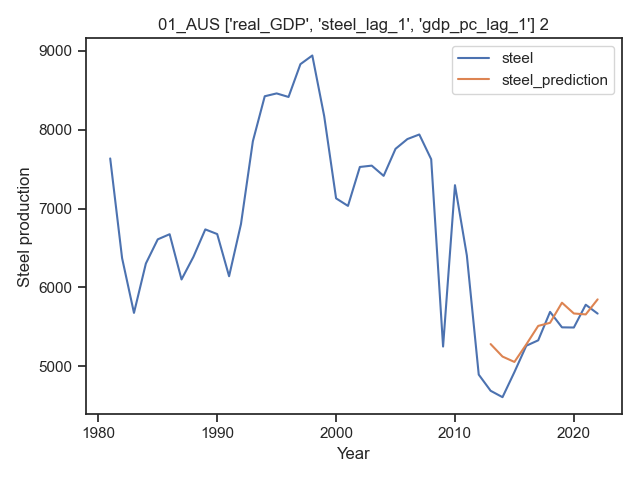 01_AUS ['real_GDP', 'steel_lag_1', 'gdp_pc_lag_1'] 2
steel
steel_prediction
Steel production
9000
8000
7000
6000
5000
1980
1990
2000
2010
2020
Year